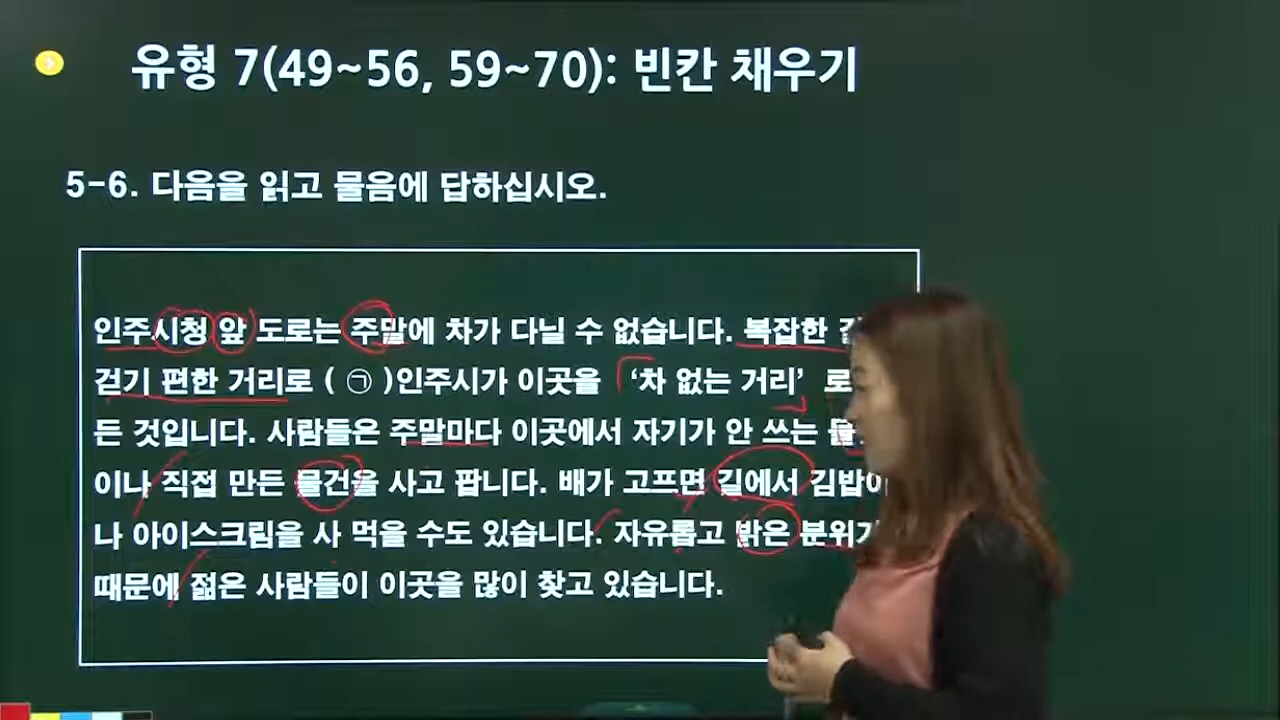 유형 7(49~56, 59~70): 빈칸 채우기
5-6. 다음을 읽고 물음에 답하십시오.
인주시청 앞 도로는 주말에 차가 다닐 수 없습니다. 복잡한
걷기 편한 거리로 ( ㉠ )인주시가 이곳을 ‘차 없는 거리’ 로
든 것입니다. 사람들은 주말마다 이곳에서 자기가 안 쓰는
이나 직접 만든 물건을 사고 팝니다. 배가 고프면 길에서 김밥이
나 아이스크림을 사 먹을 수도 있습니다. 자유롭고 밝은 분위기
때문에 젊은 사람들이 이곳을 많이 찾고 있습니다.